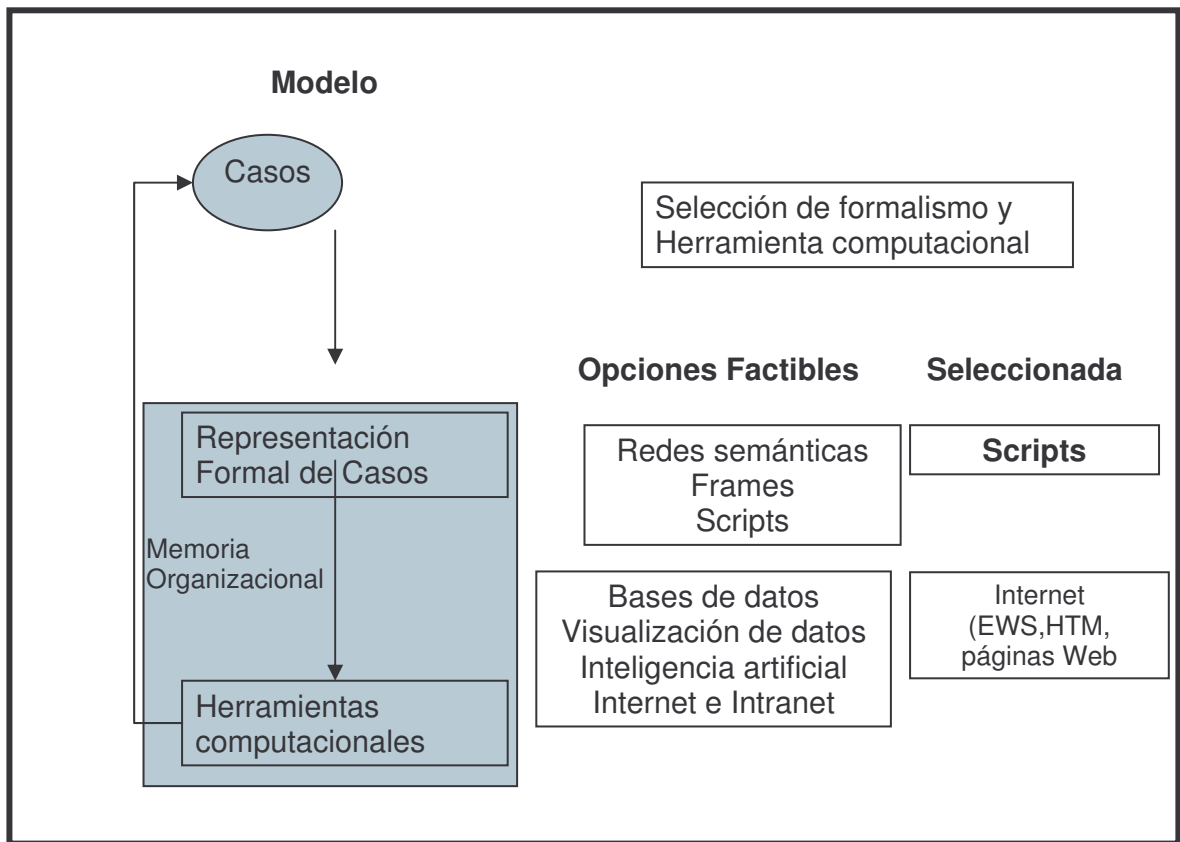 Modelo
Casos
Selección de formalismo y
Herramienta computacional
Opciones Factibles
Seleccionada
Representación
Formal de Casos
Redes semánticas
Frames
Scripts
Scripts
Memoria
Organizacional
Bases de datos
Visualización de datos
Inteligencia artificial
Internet e Intranet
Internet
(EWS,HTM,
páginas Web
Herramientas
computacionales